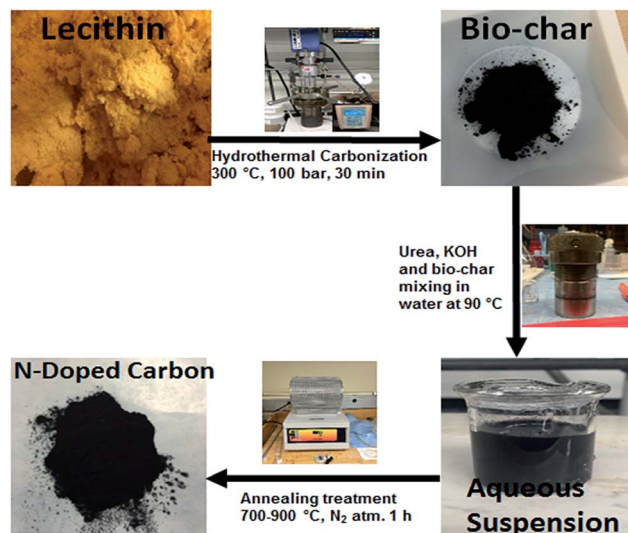 Lecithin
Bio-char
Hydrothermal Carbonization
300 °C, 100 bar, 30 min
Urea, KOH
and bio-char
mixing in
water at 90 °C
N-Doped Carbon
Annealing treatment
700-900 °C, N₂ atm. 1 h
Aqueous
Suspension